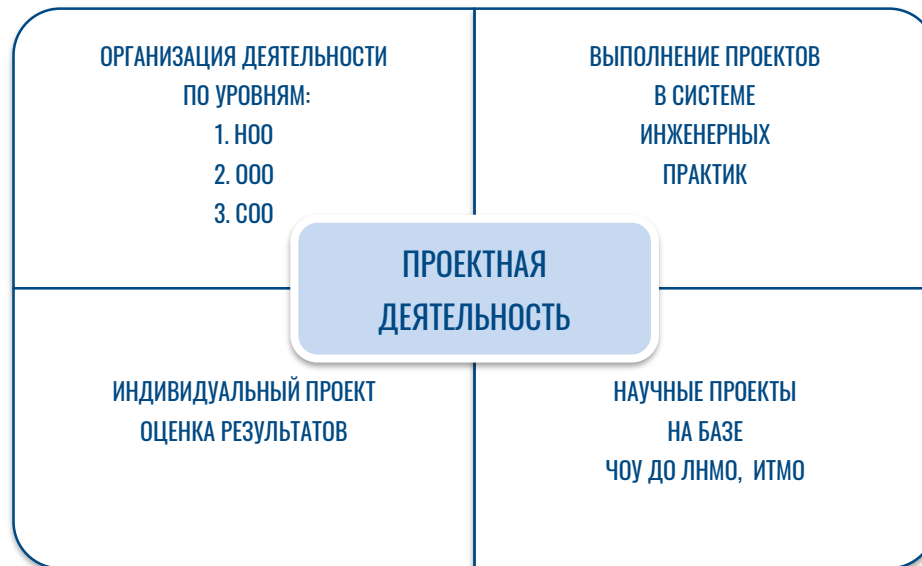 ОРГАНИЗАЦИЯ ДЕЯТЕЛЬНОСТИ
ПО УРОВНЯМ:
1. НОО
2. ООО
3. СОО
ВЫПОЛНЕНИЕ ПРОЕКТОВ
В СИСТЕМЕ
ИНЖЕНЕРНЫХ
ПРАКТИК
ПРОЕКТНАЯ
ДЕЯТЕЛЬНОСТЬ
ИНДИВИДУАЛЬНЫЙ ПРОЕКТ
ОЦЕНКА РЕЗУЛЬТАТОВ
НАУЧНЫЕ ПРОЕКТЫ
НА БАЗЕ
ЧОУ ДО ЛНМО, ИТМО